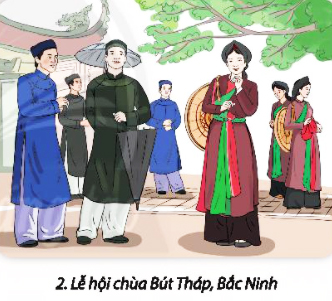 2. Lễ hội chùa Bút Tháp, Bắc Ninh